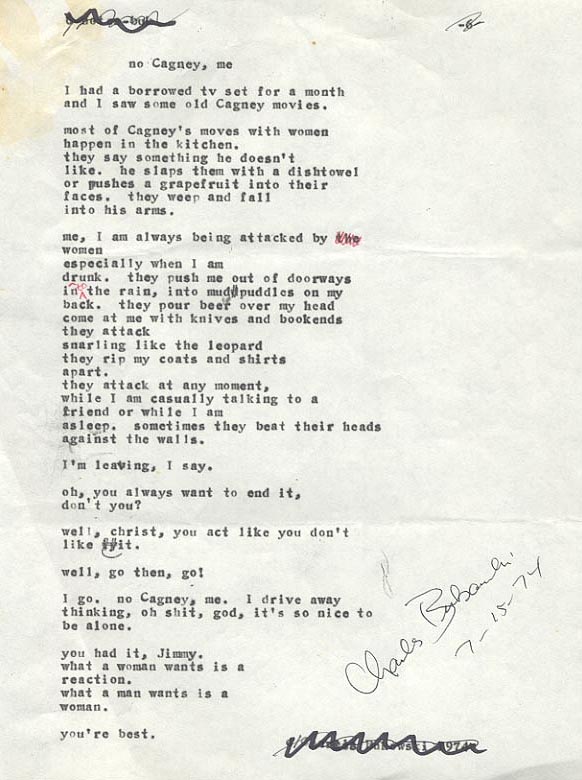 no Cagney, me
I had a borrowed tv set for a month
and I saw some old Cagney movies.
most of Cagney's moves with women
happen in the kitchen.
they say something he doesn't
like. he slaps them with a dishtowel
or pushes a grapefruit into their
faces. they weep and fall
into his arms.
me, I am always being attacked by the
women
especially when I am
drunk. they push me out of doorways
in the rain, into mud puddles on my
back. they pour beer over my head
come at me with knives and bookends
they attack
snarling like the leopard
they rip my coats and shirts
apart.
they attack at any moment,
while I am casually talking to a
friend or while I am
asleep. sometimes they beat their heads
against the walls.
I'm leaving, I say.
oh, you always want to end it,
don't you?
well, christ, you act like you don't
like it.
well, go then, go!
I go. no Cagney, me. I drive away
thinking, oh shit, god, it's so nice to
be alone.
you had it, Jimmy.
what a woman wants is a
reaction.
what a man wants is a
woman.
you're best.
Charles Bukowski
7-15-74